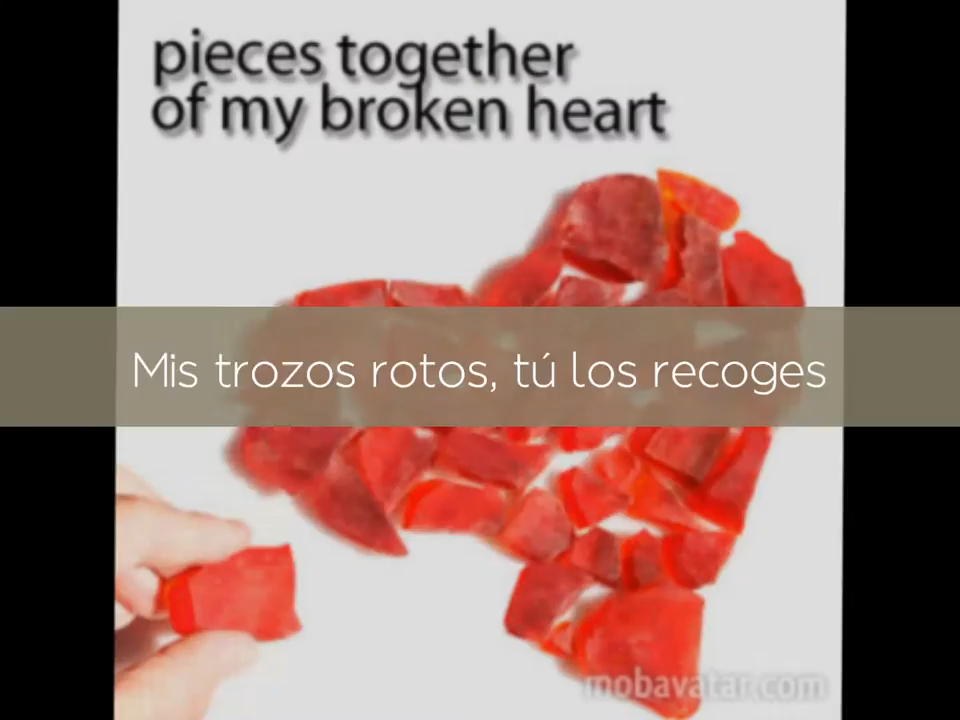 pieces together
of my broken heart
Mis trozos rotos, tú los recoges
mobavatar.com